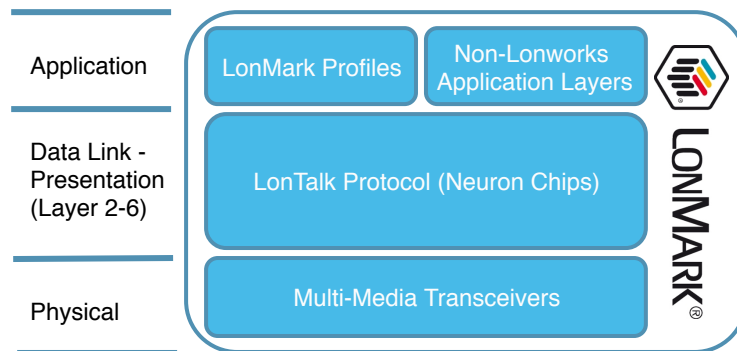 Application
LonMark Profiles
Non-Lonworks
Application Layers
Data Link -
Presentation
(Layer 2-6)
LonTalk Protocol (Neuron Chips)
Physical
Multi-Media Transceivers
LONMARK®